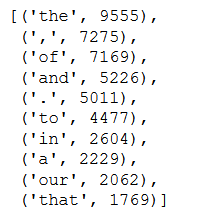 [('the', 9555),
(',', 7275),
('of', 7169),
('and', 5226),
('.', 5011),
('to', 4477),
('in', 2604),
('a', 2229),
('our', 2062),
('that', 1769)]